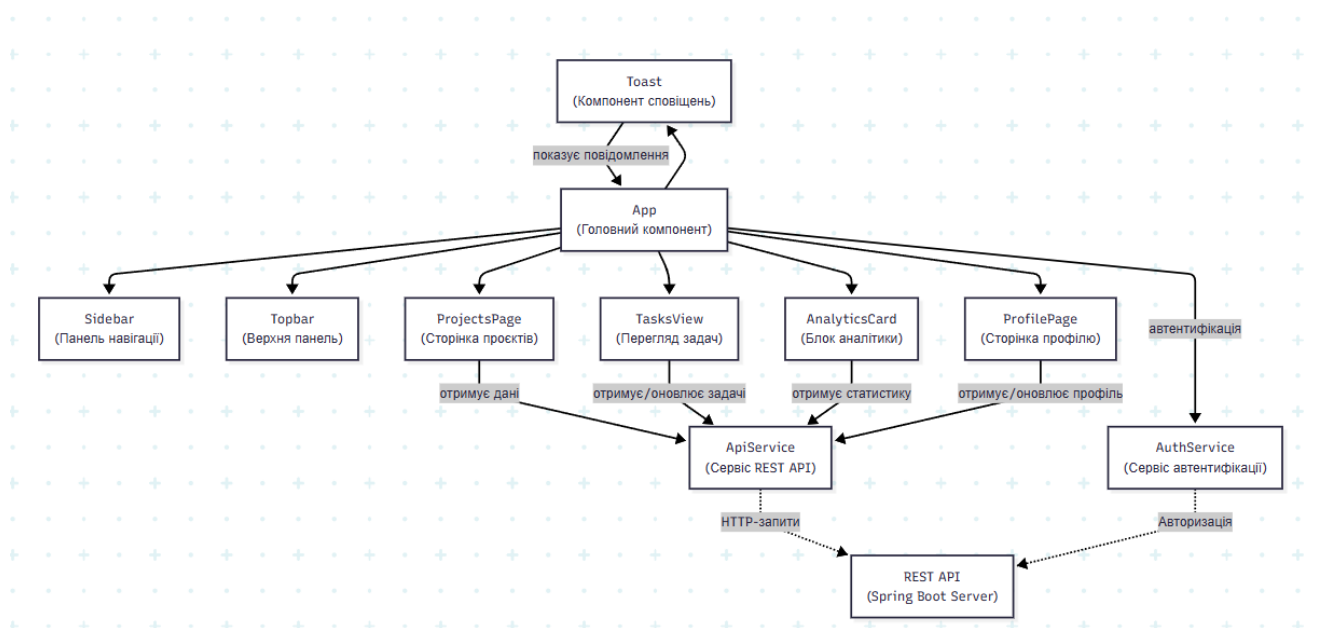 Toast
(Компонент сповіщень)
показує повідомлення
App
(Головний компонент)
Sidebar
(Панель навігації)
Topbar
(Верхня панель)
ProjectsPage
(Сторінка проєктів)
TasksView
(Перегляд задач)
AnalyticsCard
(Блок аналітики)
ProfilePage
(Сторінка профілю)
автентифікація
отримує дані
отримує/оновлює задачі
отримує статистику
отримує/оновлює профіль
ApiService
(Сервіс REST API)
AuthService
(Сервіс автентифікації)
HTTP-запити
Авторизація
REST API
(Spring Boot Server)